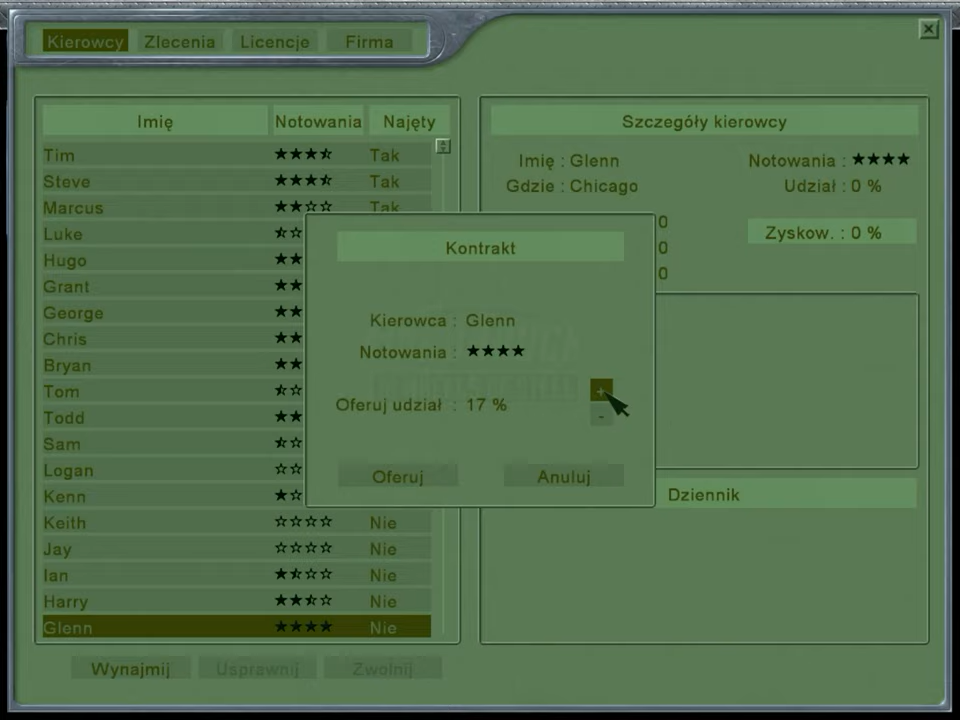 Kierowcy Zlecenia Licencje Firma
Imię Notowania Najęty
Tim Tak
Steve Tak
Marcus Tak
Luke
Hugo
Grant
George
Chris
Bryan
Tom
Todd
Sam
Logan
Kenn
Keith Nie
Jay Nie
Ian Nie
Harry Nie
Glenn Nie
Wynajmij Usprawnij Zwolnij
Szczegóły kierowcy
Imię : Glenn Notowania :
Gdzie : Chicago Udział : 0 %
0
Zyskow. : 0 %
0
0
Dziennik
Kontrakt
Kierowca : Glenn
Notowania :
Oferuj udział : 17 %
+
-
Oferuj Anuluj